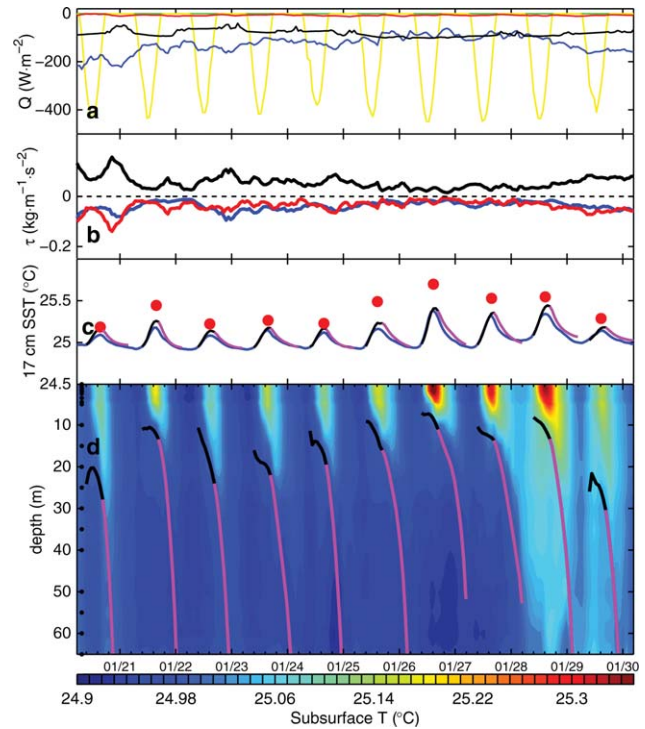 0
−200
−400
Q (W·m−2)
a
0
−0.2
τ (kg·m−1·s−2)
b
25.5
25
24.5
17 cm SST (°C)
c
10
20
30
40
50
60
depth (m)
d
01/21 01/22 01/23 01/24 01/25 01/26 01/27 01/28 01/29 01/30
24.9 24.98 25.06 25.14 25.22 25.3
Subsurface T (°C)